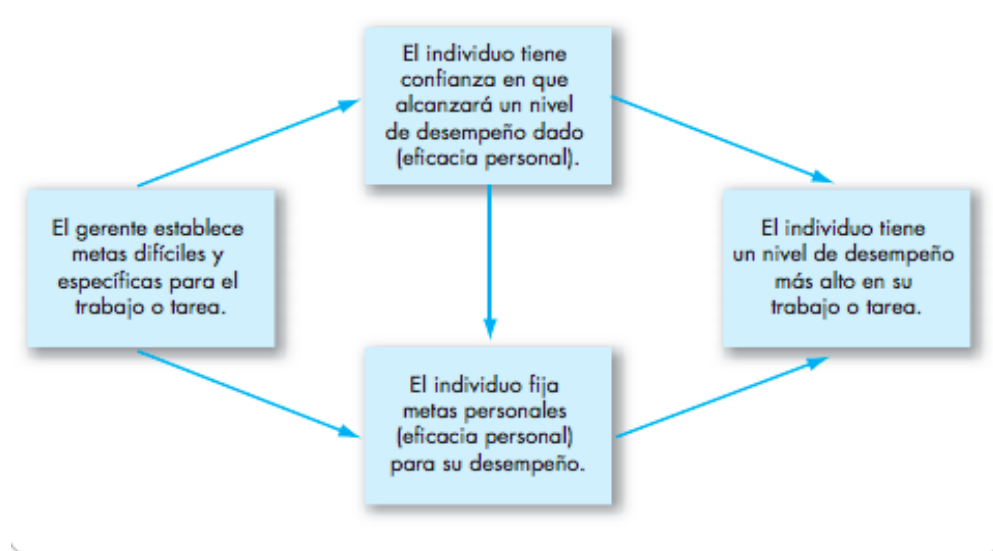 El individuo tiene
confianza en que
alcanzará un nivel
de desempeño dado
(eficacia personal).
El gerente establece
metas difíciles y
específicas para el
trabajo o tarea.
El individuo tiene
un nivel de desempeño
más alto en su
trabajo o tarea.
El individuo fija
metas personales
(eficacia personal)
para su desempeño.